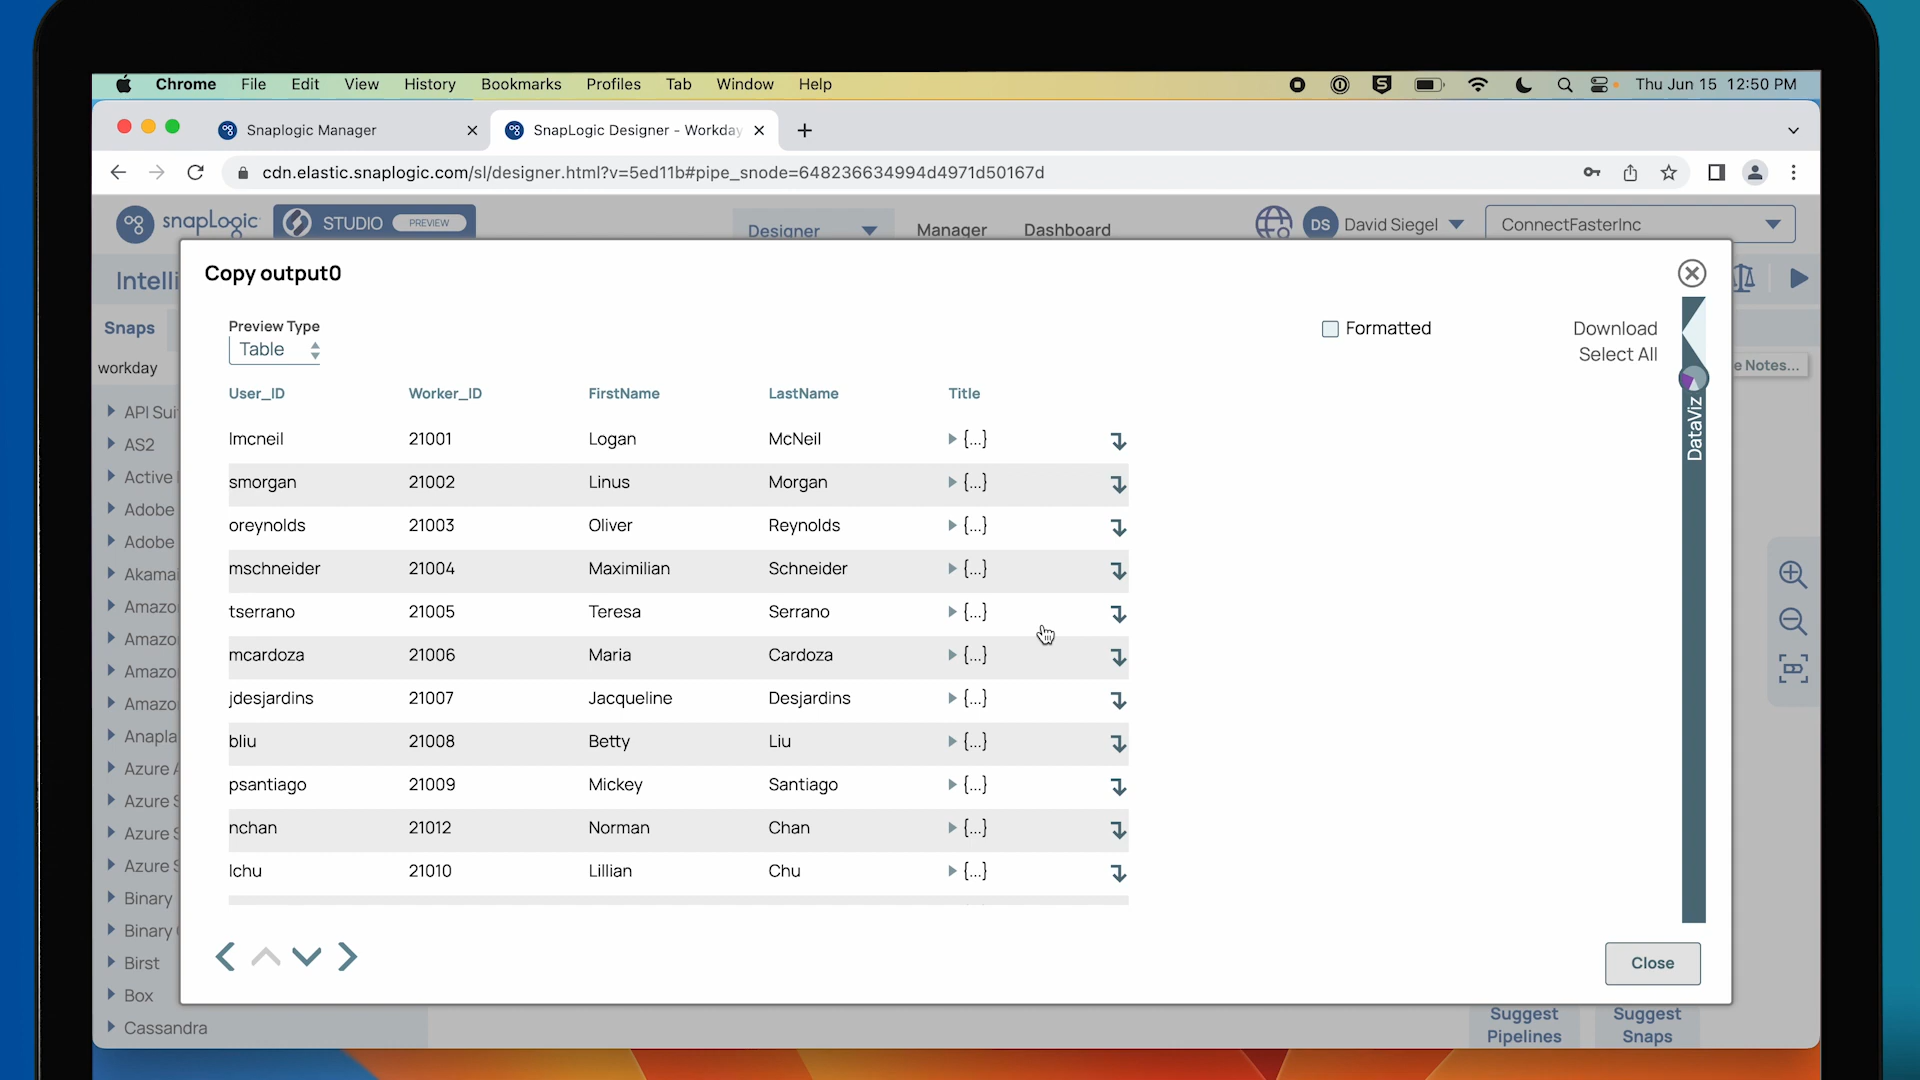 Chrome File Edit View History Bookmarks Profiles Tab Window Help Thu Jun 15 12:50 PM
Snaplogic Manager SnapLogic Designer - Workday
cdn.elastic.snaplogic.com/sl/designer.html?v=5ed11b#pipe_snode=648236634994d4971d50167d
snapLogic STUDIO PREVIEW Designer Manager Dashboard DS David Siegel ConnectFasterInc
Intelli
Copy output0
Snaps
Preview Type
Table
Formatted
Download
Select All
workday
e Notes...
DataViz
User_ID Worker_ID FirstName LastName Title
lmcneil 21001 Logan McNeil {...}
smorgan 21002 Linus Morgan {...}
oreynolds 21003 Oliver Reynolds {...}
mschneider 21004 Maximilian Schneider {...}
tserrano 21005 Teresa Serrano {...}
mcardoza 21006 Maria Cardoza {...}
jdesjardins 21007 Jacqueline Desjardins {...}
bliu 21008 Betty Liu {...}
psantiago 21009 Mickey Santiago {...}
nchan 21012 Norman Chan {...}
lchu 21010 Lillian Chu {...}
API Sui
AS2
Active
Adobe
Adobe
Akamai
Amazo
Amazo
Amazo
Amazo
Anapla
Azure A
Azure S
Azure S
Azure S
Binary
Binary
Birst
Box
Cassandra
Close
Suggest Pipelines
Suggest Snaps